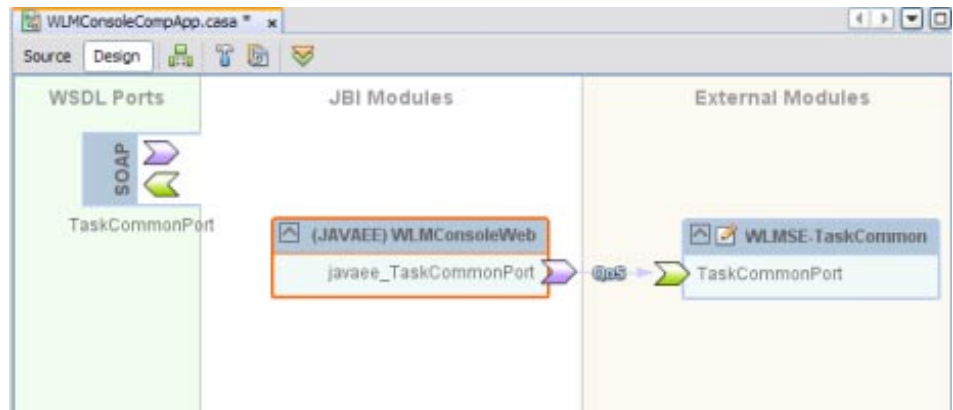 WLMConsoleCompApp.casa * x
Source Design
WSDL Ports JBI Modules External Modules
SOAP
TaskCommonPort
(JAVAEE) WLMConsoleWeb
WLMSE-TaskCommon
javaee_TaskCommonPort
QoS
TaskCommonPort